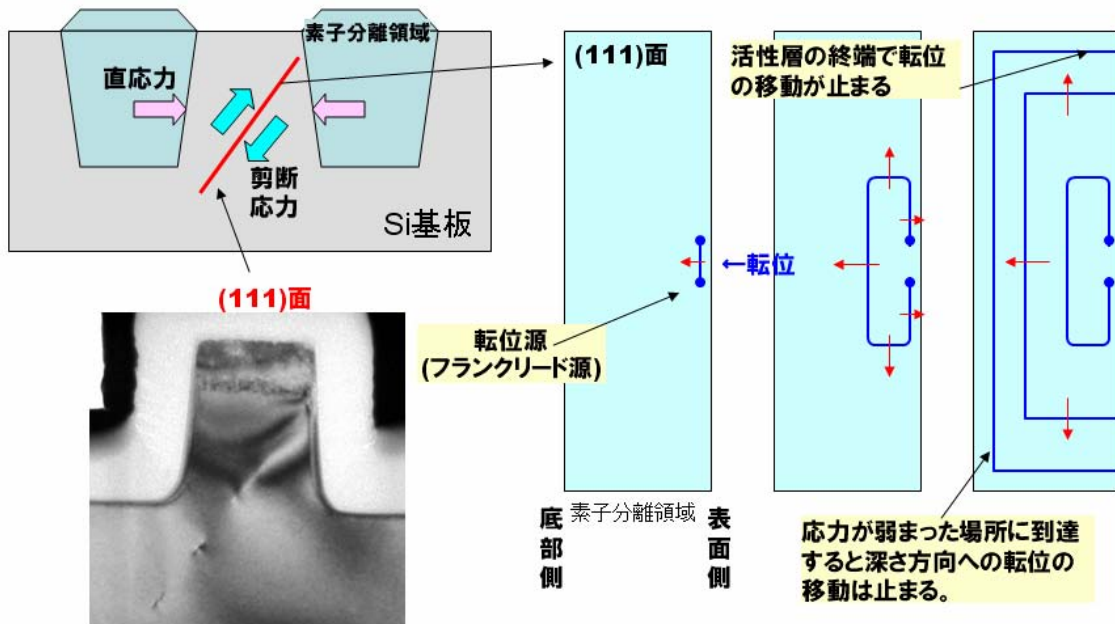 素子分離領域
直応力
剪断
応力
Si基板
(111)面
(111)面
転位源
(フランクリード源)
←転位
活性層の終端で転位
の移動が止まる
底部側
素子分離領域
表面側
応力が弱まった場所に到達
すると深さ方向への転位の
移動は止まる。